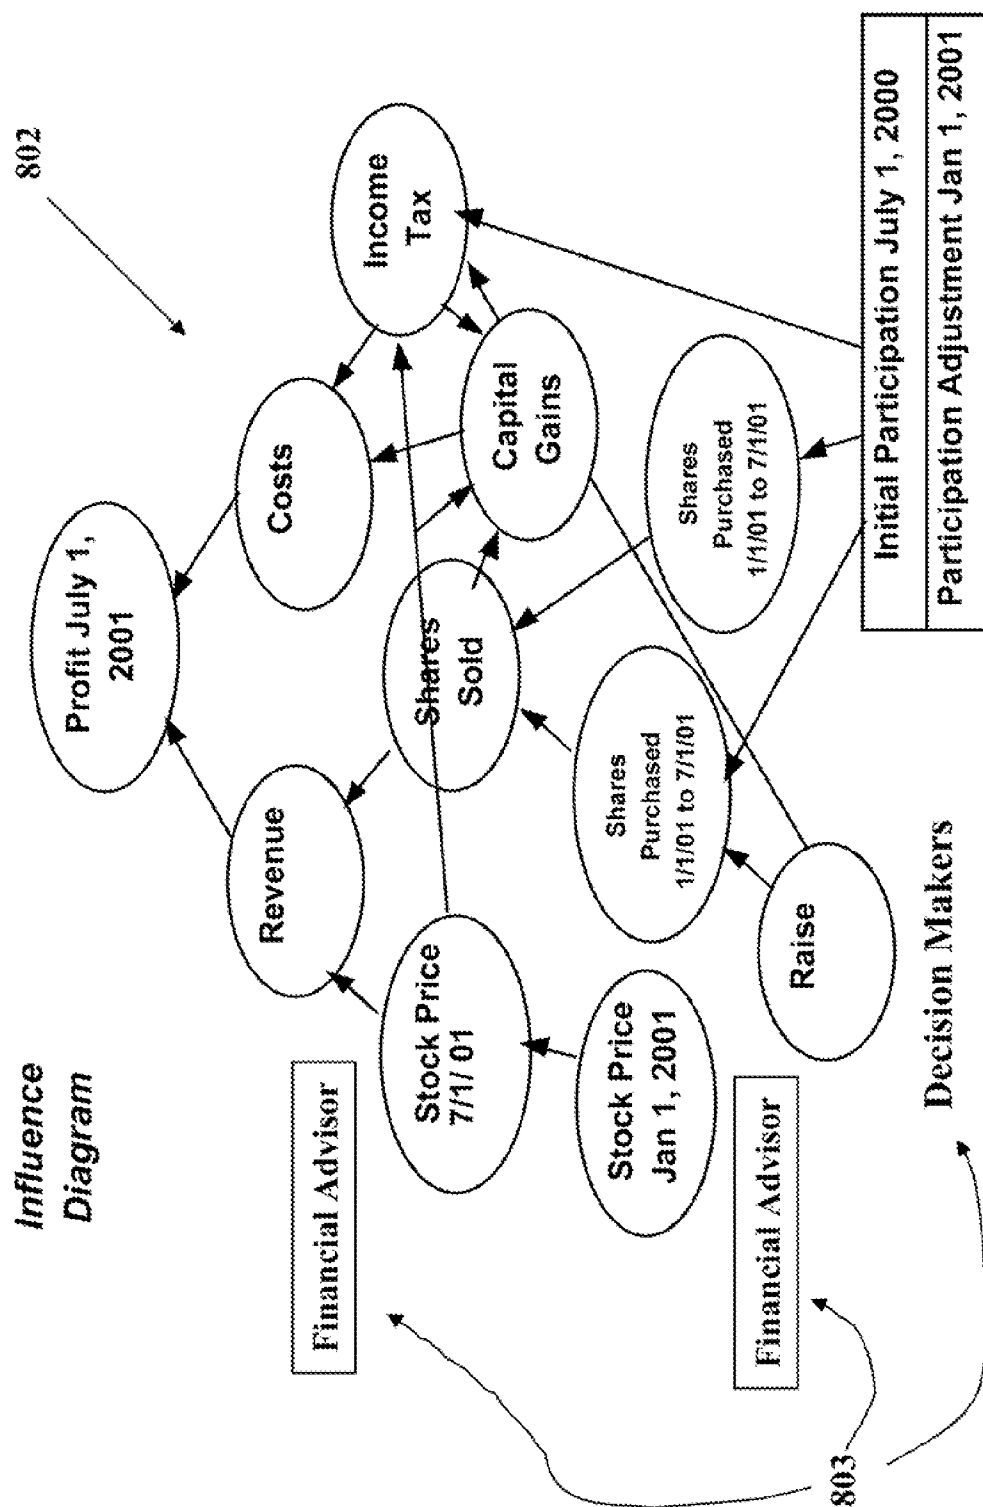 Influence
Diagram
802
Profit July 1,
2001
Revenue
Costs
Financial Advisor
Stock Price
7/1/ 01
Shares
Sold
Income
Tax
Capital
Gains
Stock Price
Jan 1, 2001
Shares
Purchased
1/1/01 to 7/1/01
Shares
Purchased
1/1/01 to 7/1/01
Financial Advisor
Raise
803
Decision Makers
Initial Participation July 1, 2000
Participation Adjustment Jan 1, 2001